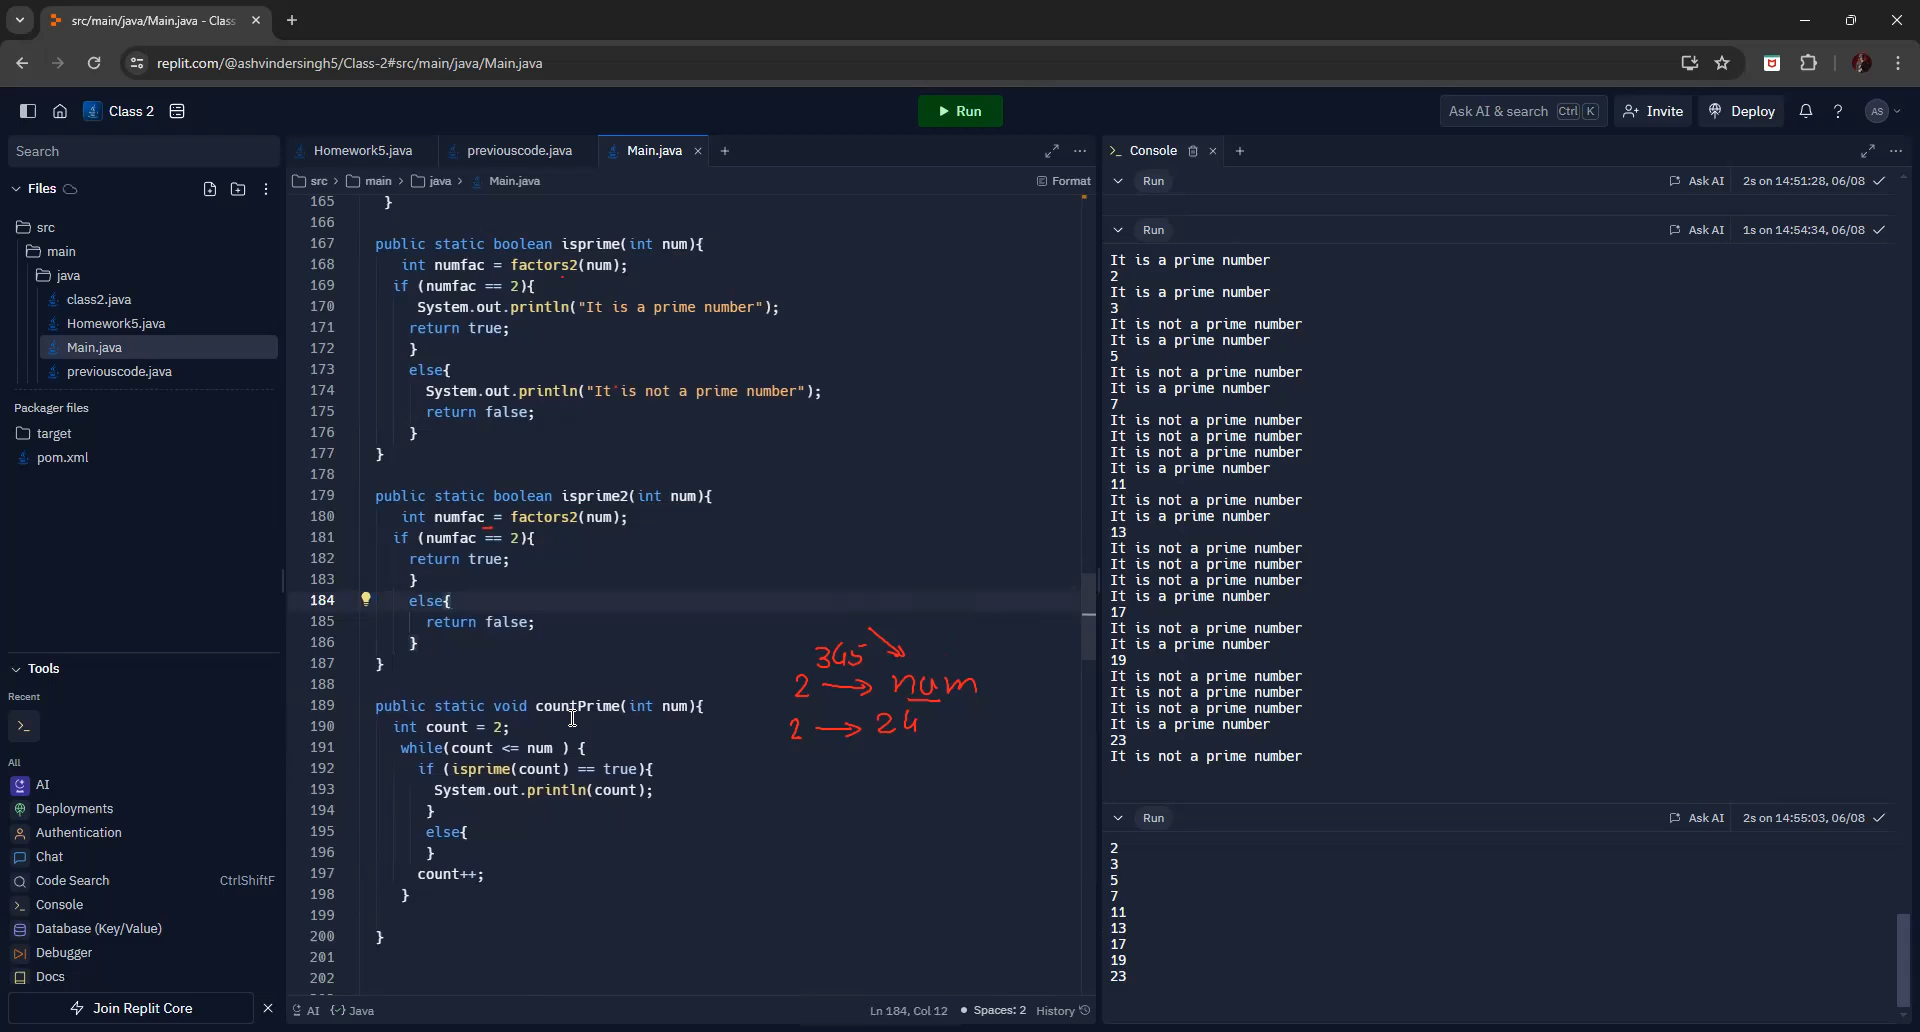 src/main/java/Main.java - Class
replit.com/@ashvindersingh5/Class-2#src/main/java/Main.java
Class 2
Run
Ask AI & search Ctrl K
Invite
Deploy
AS
Search
Files
src
main
java
class2.java
Homework5.java
Main.java
previouscode.java
Packager files
target
pom.xml
Tools
Recent
All
AI
Deployments
Authentication
Chat
Code Search CtrlShiftF
Console
Database (Key/Value)
Debugger
Docs
Join Replit Core
Homework5.java
previouscode.java
Main.java
src > main > java > Main.java
Format
165 }
166
167 public static boolean isprime(int num){
168 int numfac = factors2(num);
169 if (numfac == 2){
170 System.out.println("It is a prime number");
171 return true;
172 }
173 else{
174 System.out.println("It is not a prime number");
175 return false;
176 }
177 }
178
179 public static boolean isprime2(int num){
180 int numfac = factors2(num);
181 if (numfac == 2){
182 return true;
183 }
184 else{
185 return false;
186 }
187 }
188
189 public static void countPrime(int num){
190 int count = 2;
191 while(count <= num ) {
192 if (isprime(count) == true){
193 System.out.println(count);
194 }
195 else{
196 }
197 count++;
198 }
199
200 }
201
202
345
2 → num
2 → 24
AI
Java
Ln 184, Col 12
Spaces: 2
History
Console
Run
Ask AI
2s on 14:51:28, 06/08
Run
Ask AI
1s on 14:54:34, 06/08
It is a prime number
2
It is a prime number
3
It is not a prime number
It is a prime number
5
It is not a prime number
It is a prime number
7
It is not a prime number
It is not a prime number
It is not a prime number
It is a prime number
11
It is not a prime number
It is a prime number
13
It is not a prime number
It is not a prime number
It is not a prime number
It is a prime number
17
It is not a prime number
It is a prime number
19
It is not a prime number
It is not a prime number
It is not a prime number
It is a prime number
23
It is not a prime number
Run
Ask AI
2s on 14:55:03, 06/08
2
3
5
7
11
13
17
19
23